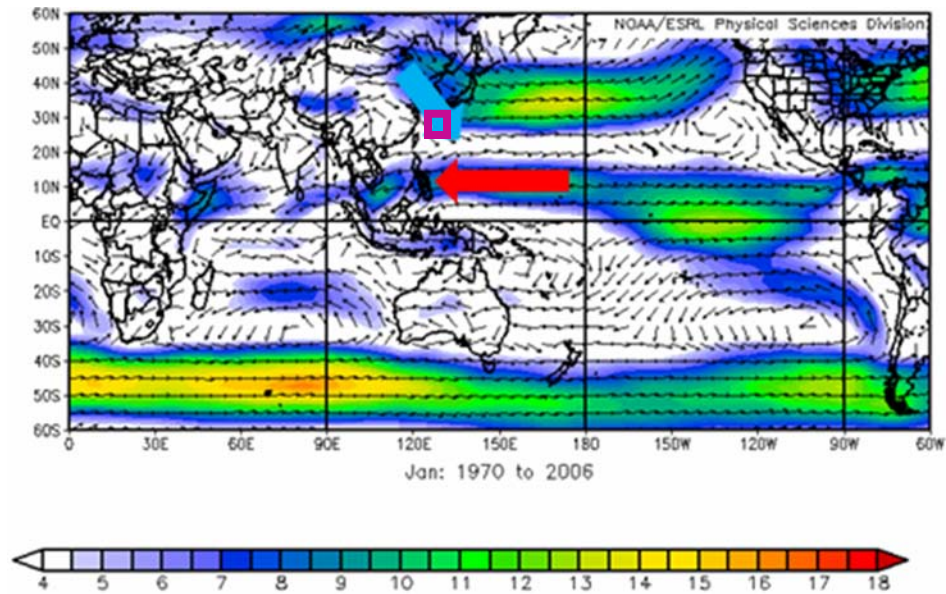 60N
NOAA/ESRL Physical Sciences Division
50N
40N
30N
20N
10N
EQ
10S
20S
30S
40S
50S
60S
0 30E 60E 90E 120E 150E 180 150W 120W 90W 60W
Jan: 1970 to 2006
4 5 6 7 8 9 10 11 12 13 14 15 16 17 18